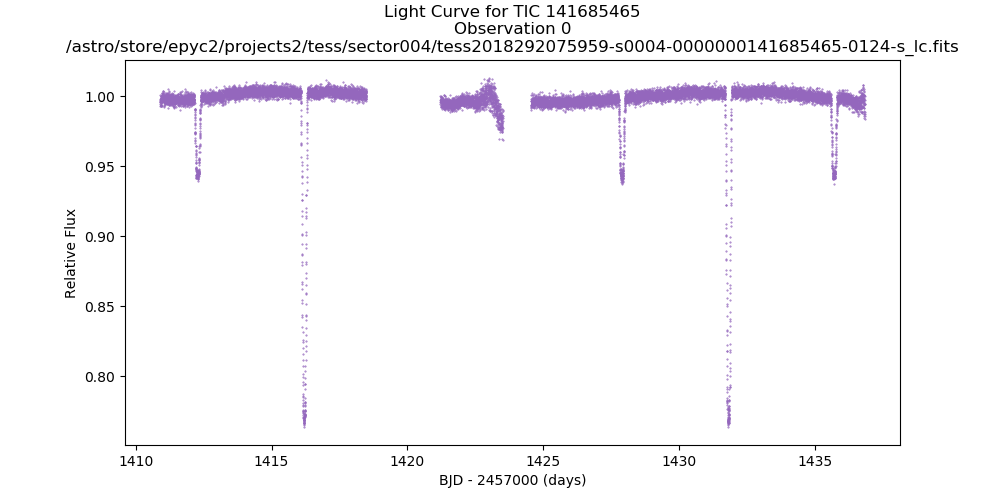 Light Curve for TIC 141685465
Observation 0
/astro/store/epyc2/projects2/tess/sector004/tess2018292075959-s0004-0000000141685465-0124-s_lc.fits
1.00
0.95
0.90
0.85
0.80
Relative Flux
1410 1415 1420 1425 1430 1435
BJD - 2457000 (days)